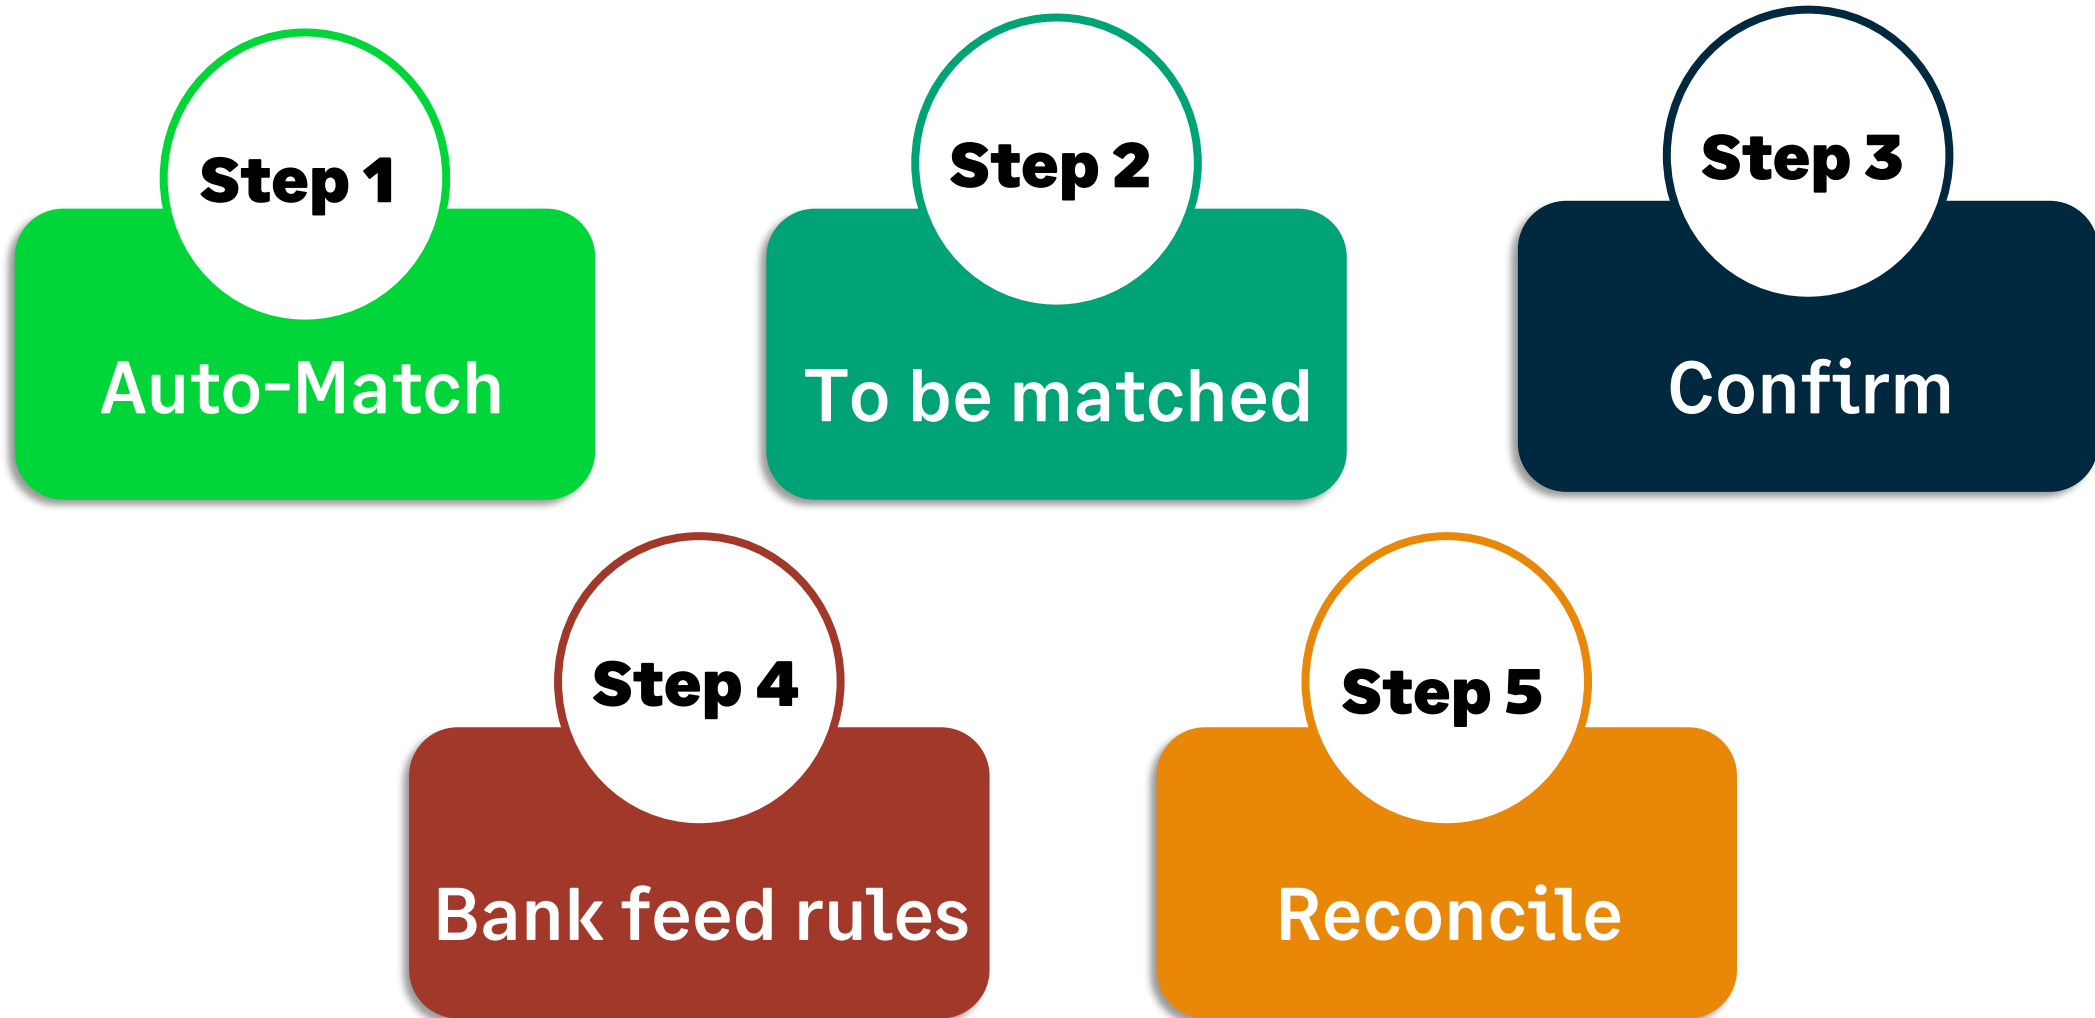 Step 1
Auto-Match
Step 2
To be matched
Step 3
Confirm
Step 4
Bank feed rules
Step 5
Reconcile